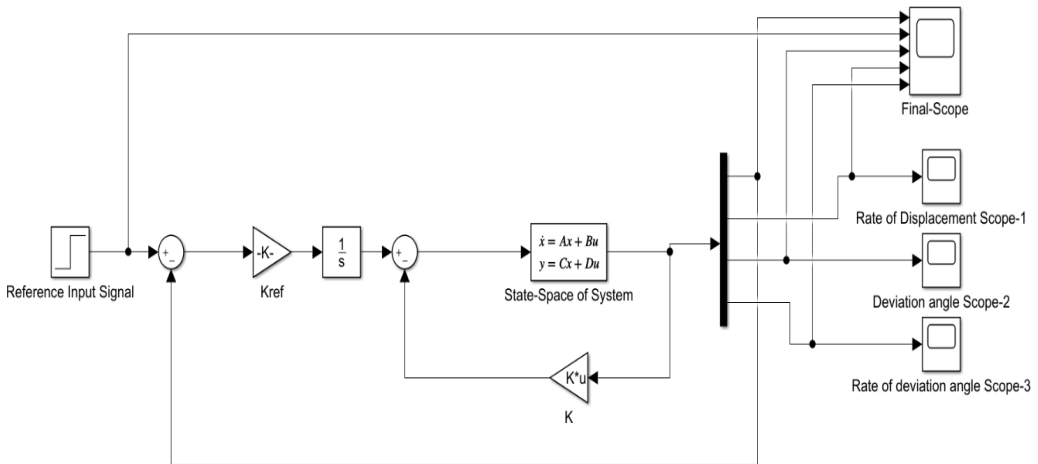 Final-Scope
Rate of Displacement Scope-1
Reference Input Signal
+
−
-K-
Kref
1
s
+
−
ẋ = Ax + Bu
y = Cx + Du
State-Space of System
Deviation angle Scope-2
K*u
K
Rate of deviation angle Scope-3